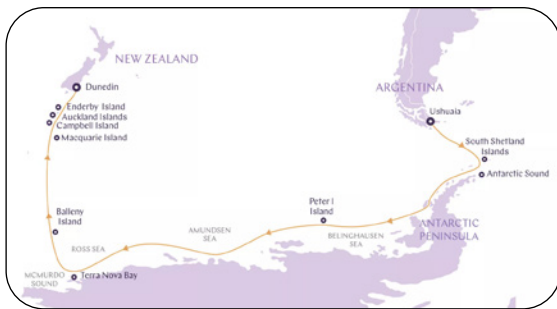 NEW ZEALAND
Dunedin
Enderby Island
Auckland Islands
Campbell Island
Macquarie Island
ARGENTINA
Ushuaia
South Shetland
Islands
Antarctic Sound
Peter I
Island
Balleny
Island
AMUNDSEN
SEA
BELINGHAUSEN
SEA
ANTARCTIC
PENINSULA
ROSS SEA
MCMURDO
SOUND
Terra Nova Bay